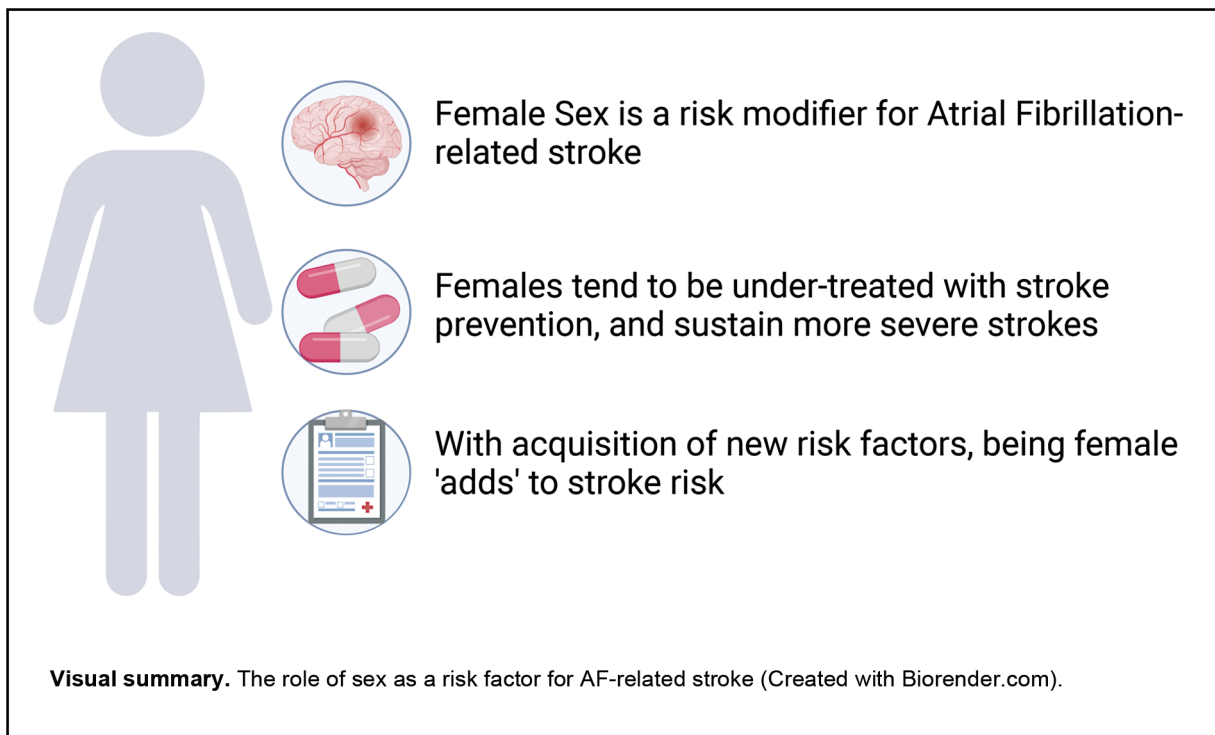 Female Sex is a risk modifier for Atrial Fibrillation-
related stroke
Females tend to be under-treated with stroke
prevention, and sustain more severe strokes
With acquisition of new risk factors, being female
'adds' to stroke risk
Visual summary. The role of sex as a risk factor for AF-related stroke (Created with Biorender.com).